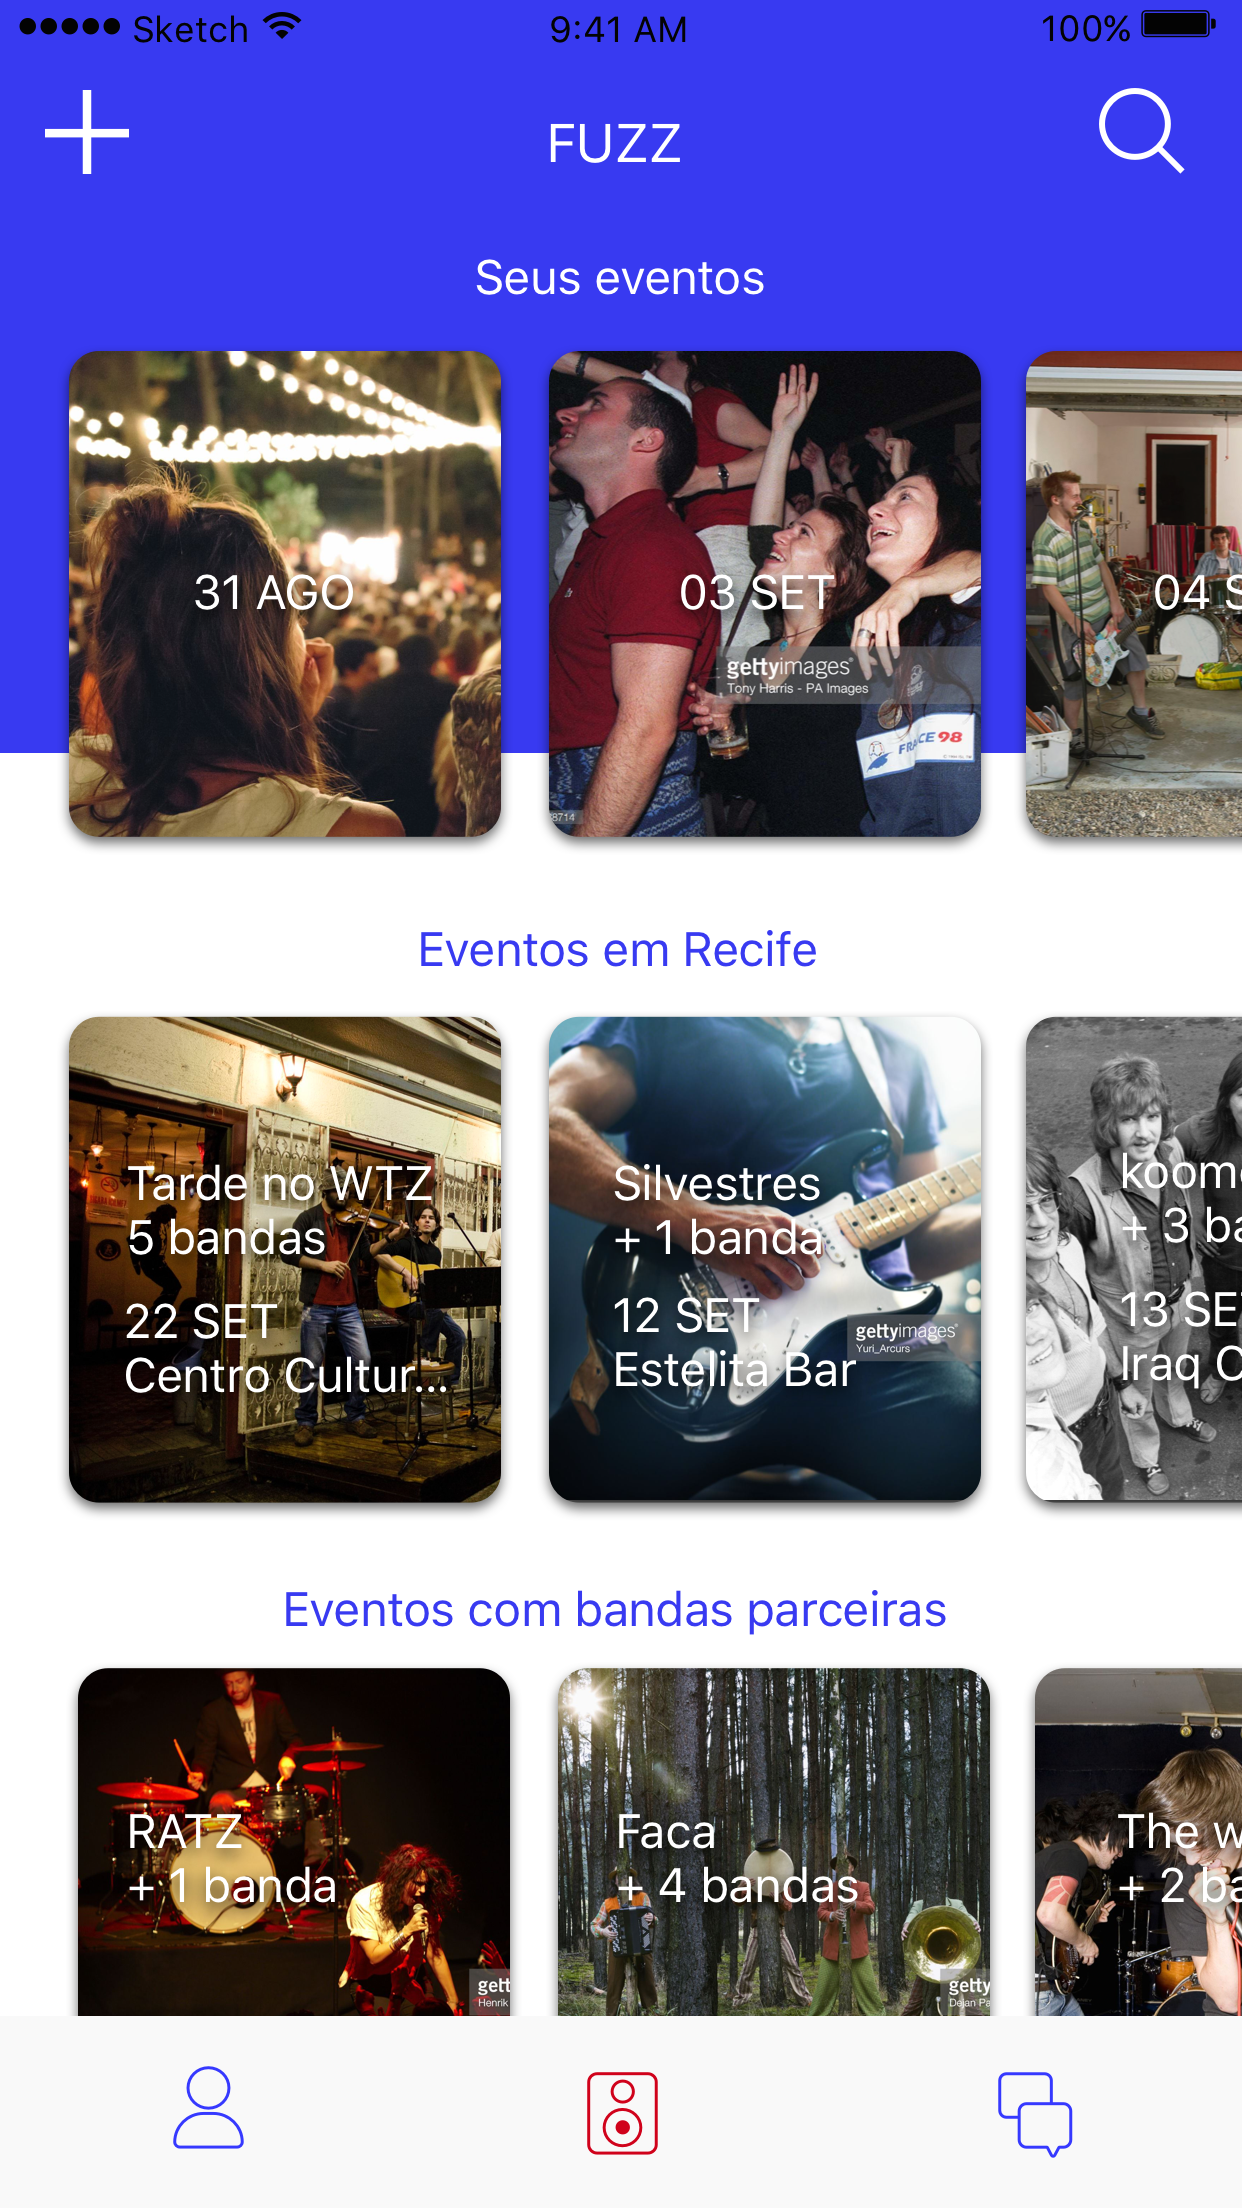 Sketch
9:41 AM
100%
FUZZ
Seus eventos
31 AGO
03 SET
04 S
gettyimages
Tony Harris - PA Images
FRANCE 98
8714
Eventos em Recife
Tarde no WTZ
5 bandas
22 SET
Centro Cultur...
Silvestres
+ 1 banda
12 SET
Estelita Bar
gettyimages
Yuri_Arcurs
koom
+ 3 ba
13 SE
Iraq C
Eventos com bandas parceiras
RATZ
+ 1 banda
gett
Henrik
Faca
+ 4 bandas
getty
Dejan Pa
The w
+ 2 ba